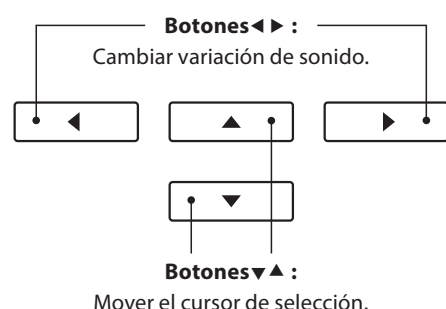 Botones◀ ▶ :
Cambiar variación de sonido.
Botones▼▲ :
Mover el cursor de selección.